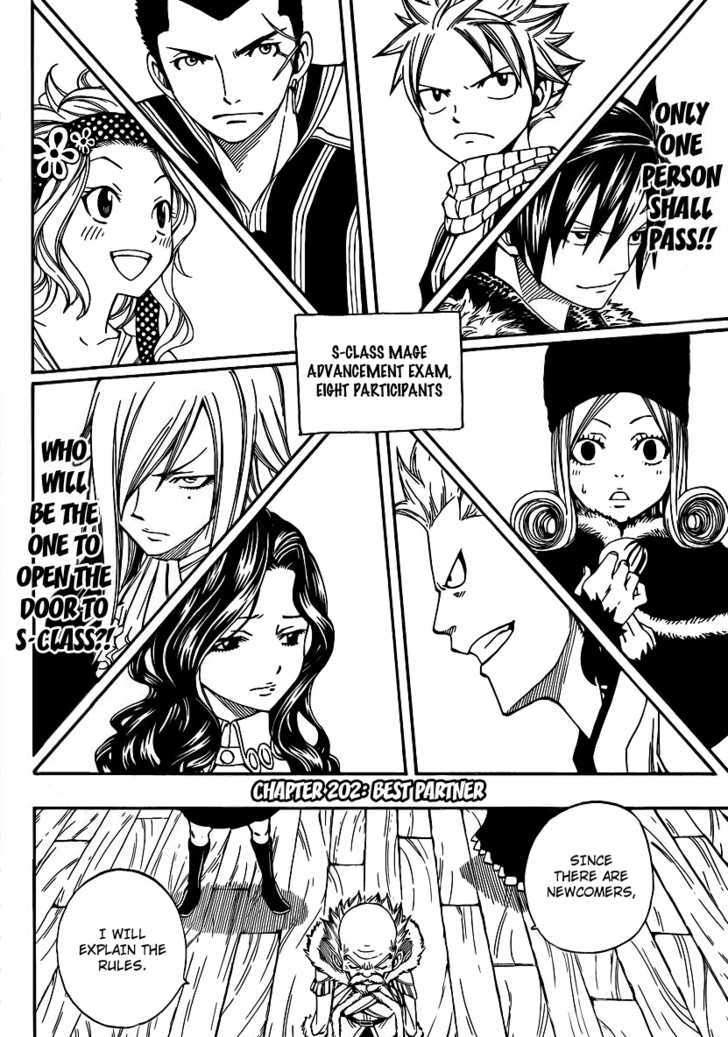 ONLY
ONE
PERSON
SHALL
PASS!!
S-CLASS MAGE
ADVANCEMENT EXAM,
EIGHT PARTICIPANTS
WHO
WILL
BE THE
ONE TO
OPEN THE
DOOR TO
S-CLASS?!
CHAPTER 202: BEST PARTNER
SINCE
THERE ARE
NEWCOMERS,
I WILL
EXPLAIN THE
RULES.